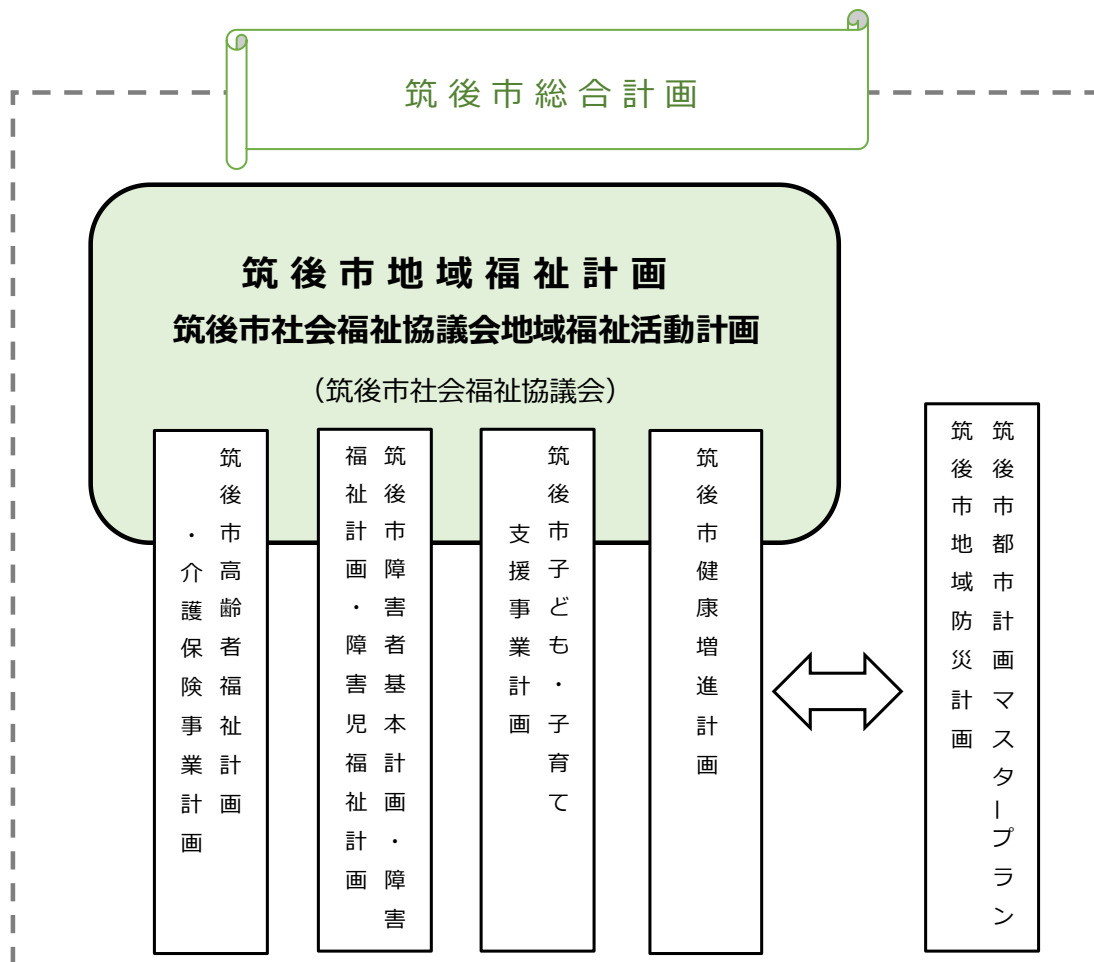 筑後市総合計画
筑後市地域福祉計画
筑後市社会福祉協議会地域福祉活動計画
（筑後市社会福祉協議会）
筑後市高齢者福祉計画
・介護保険事業計画
筑後市障害者基本計画・障害
福祉計画・障害児福祉計画
筑後市子ども・子育て
支援事業計画
筑後市健康増進計画
筑後市都市計画マスタープラン
筑後市地域防災計画